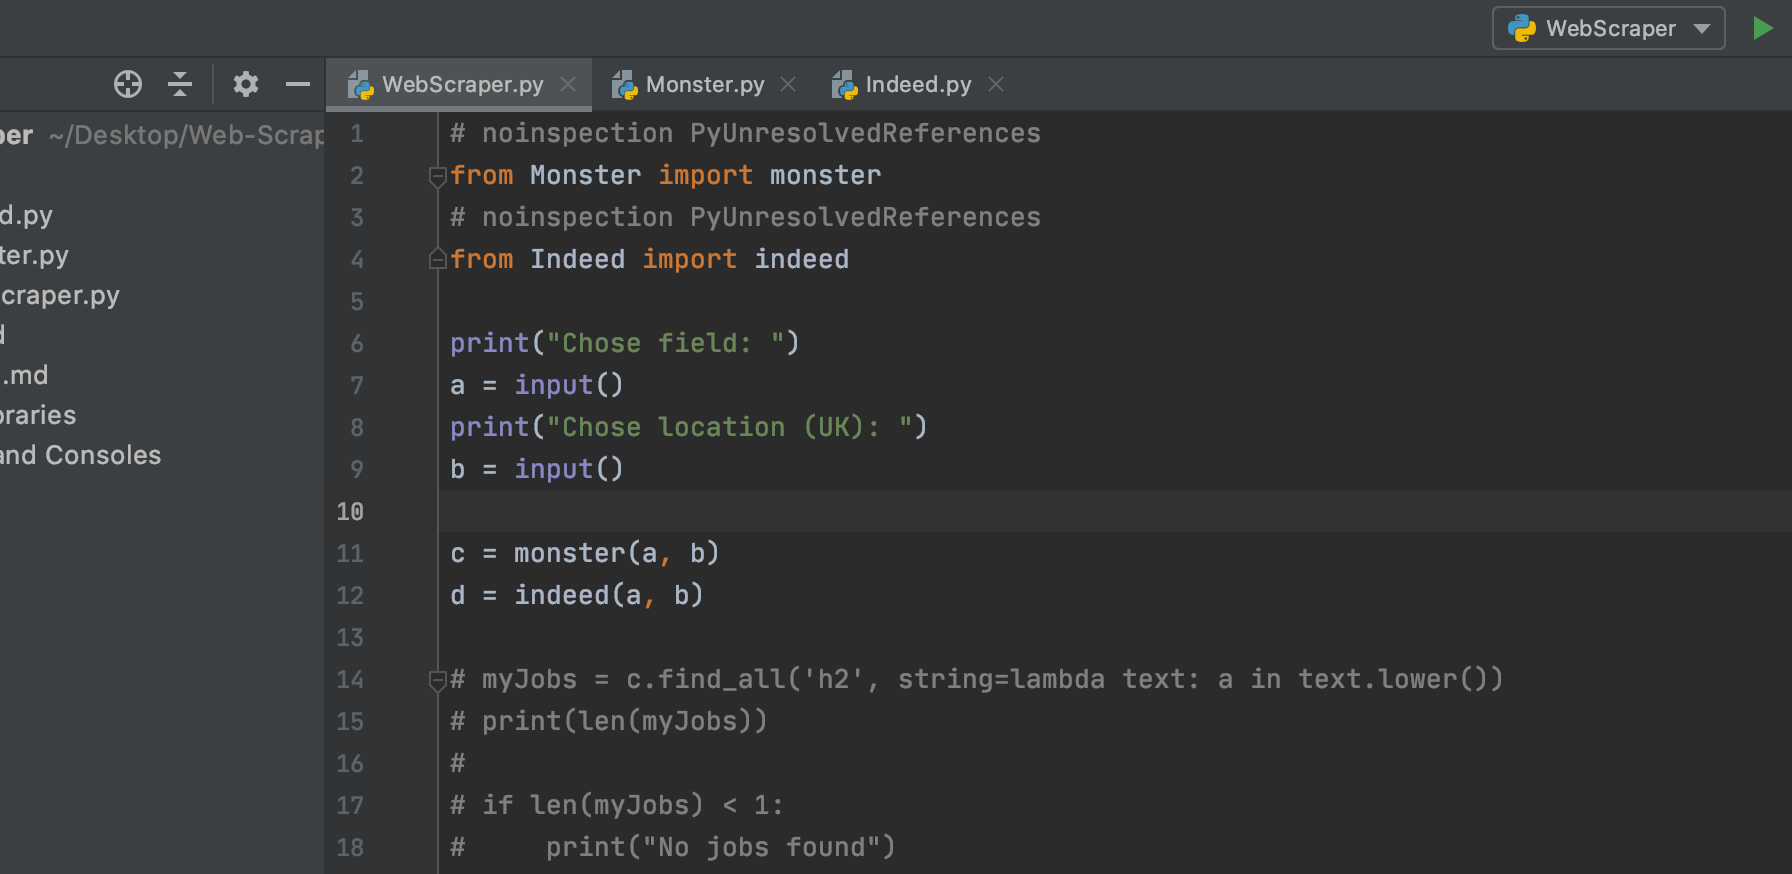 WebScraper
WebScraper.py
Monster.py
Indeed.py
per ~/Desktop/Web-Scrap
d.py
ter.py
craper.py
d
.md
braries
and Consoles
1 # noinspection PyUnresolvedReferences
2 from Monster import monster
3 # noinspection PyUnresolvedReferences
4 from Indeed import indeed
5
6 print("Chose field: ")
7 a = input()
8 print("Chose location (UK): ")
9 b = input()
10
11 c = monster(a, b)
12 d = indeed(a, b)
13
14 # myJobs = c.find_all('h2', string=lambda text: a in text.lower())
15 # print(len(myJobs))
16 #
17 # if len(myJobs) < 1:
18 #     print("No jobs found")